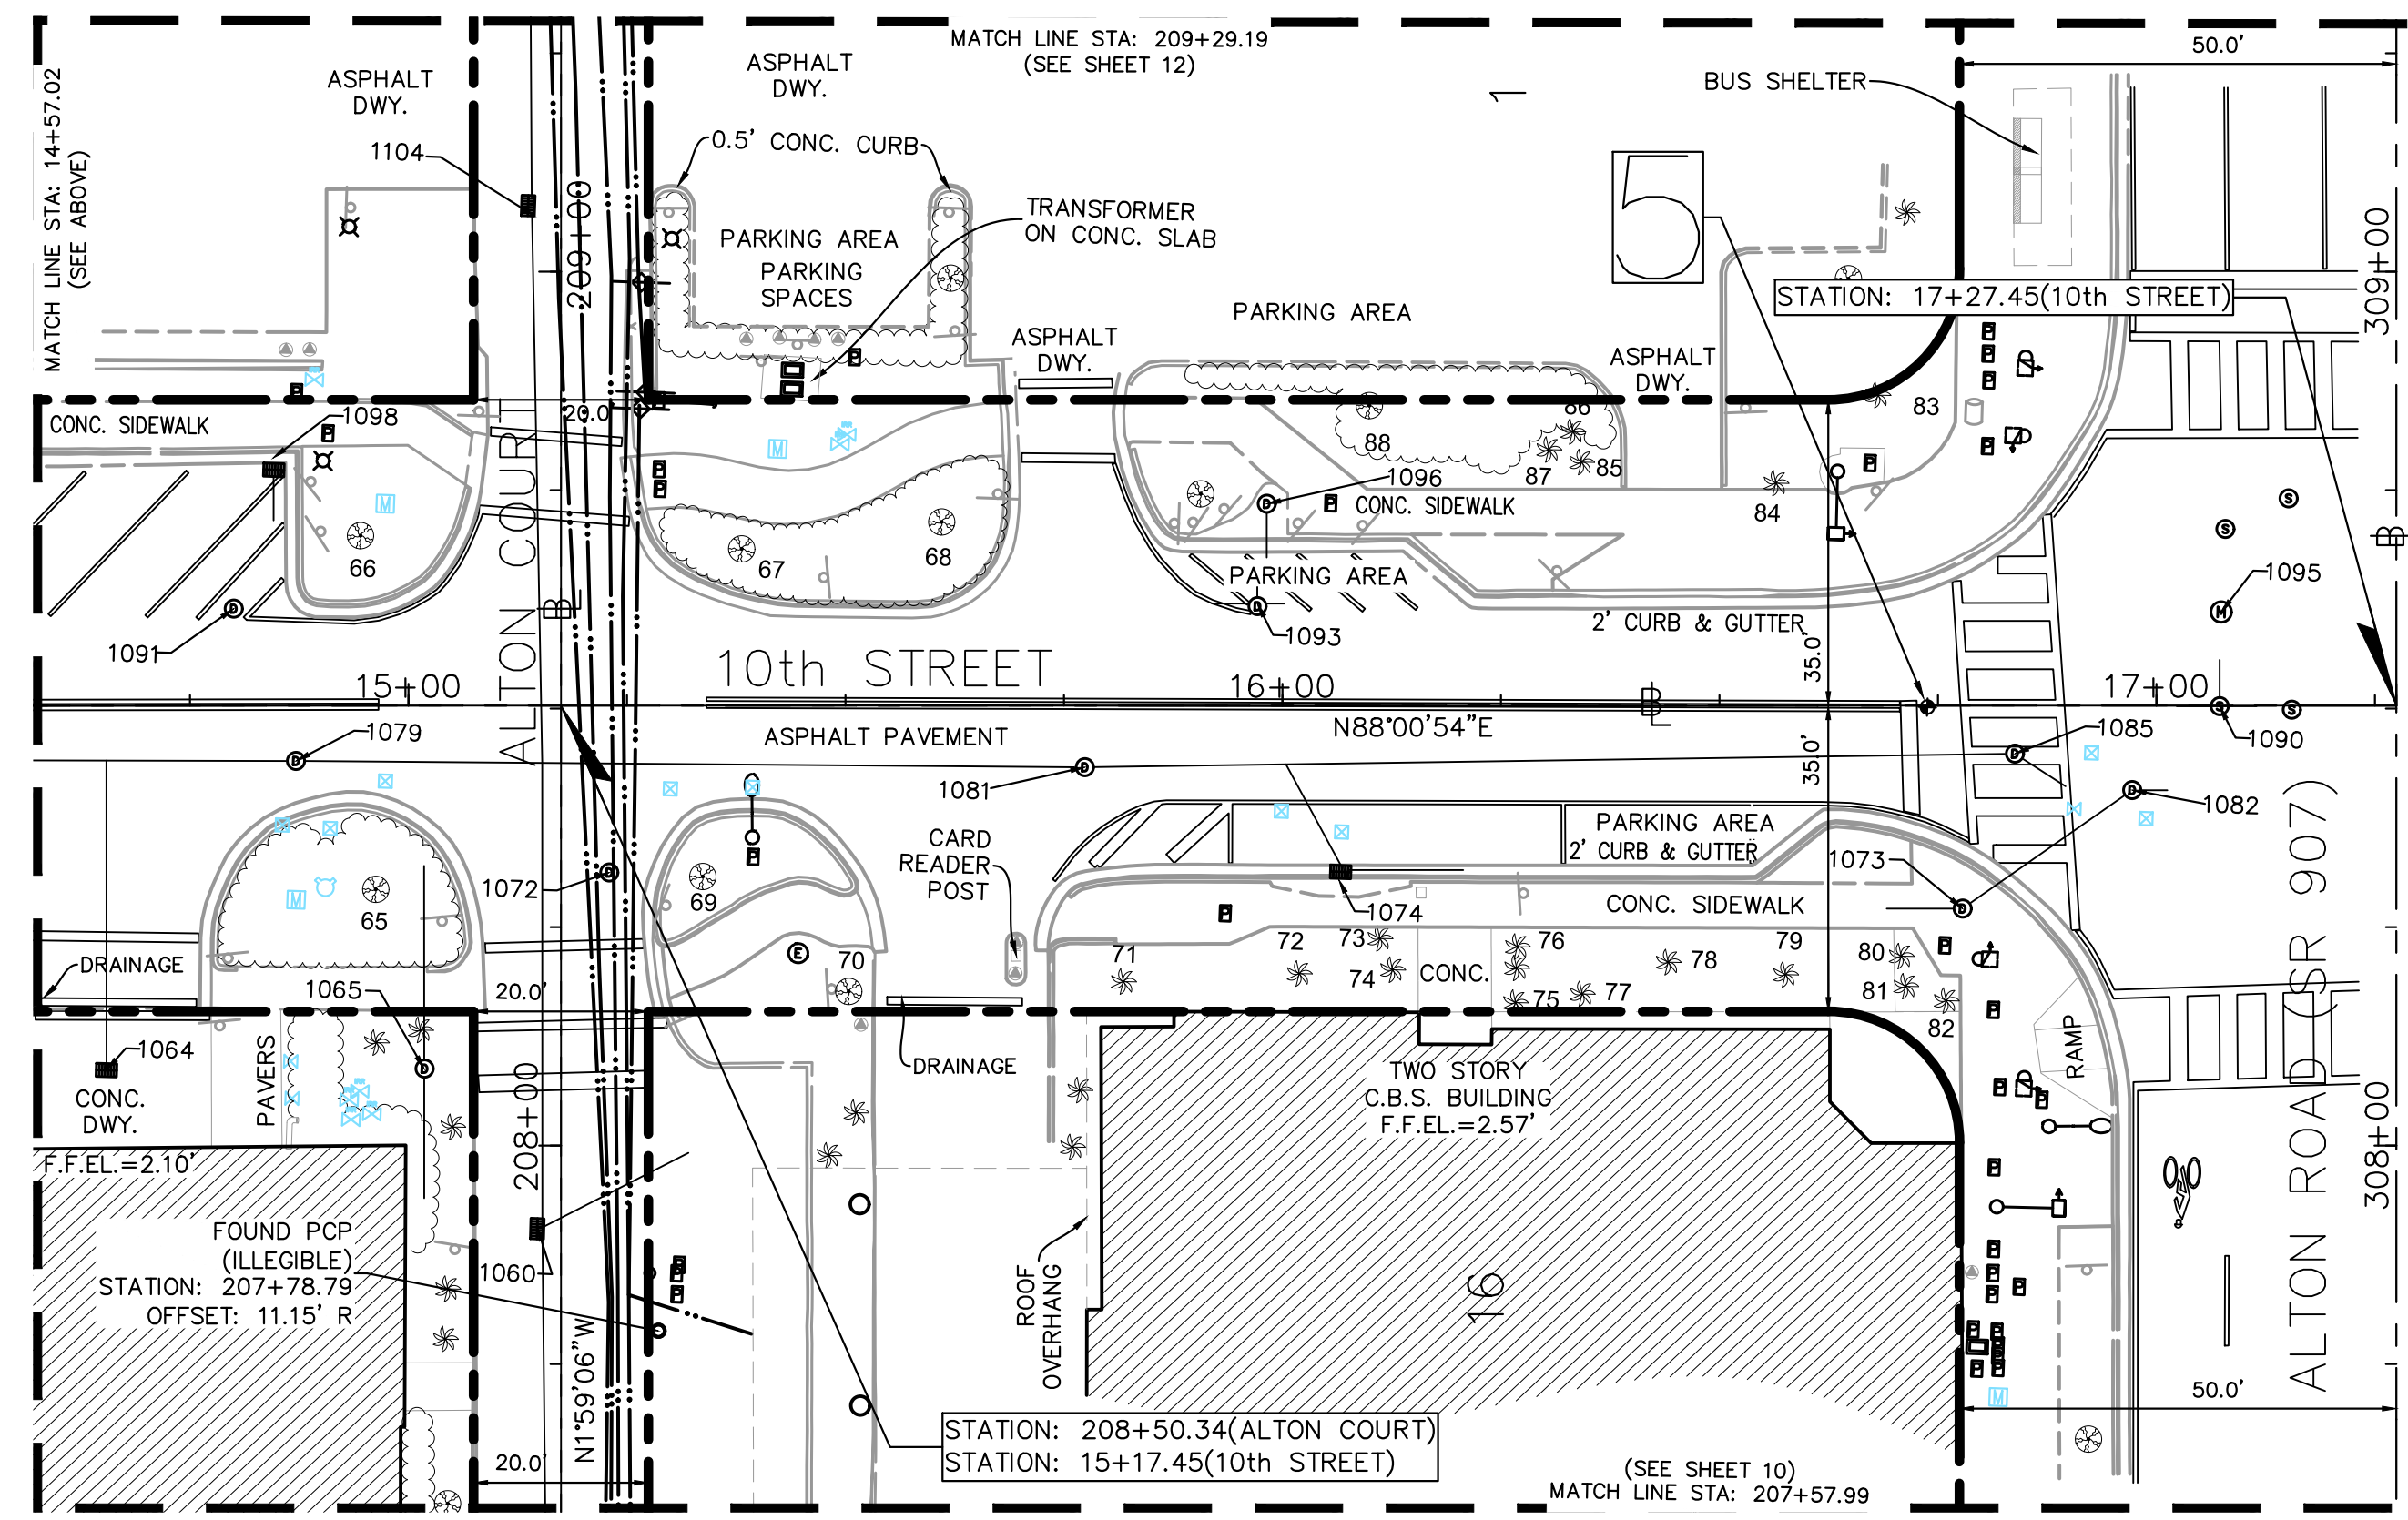 MATCH LINE STA: 209+29.19
(SEE SHEET 12)
MATCH LINE STA: 14+57.02
(SEE ABOVE)
ASPHALT
DWY.
1104
ASPHALT
DWY.
0.5' CONC. CURB
209+00
PARKING AREA
PARKING
SPACES
TRANSFORMER
ON CONC. SLAB
1
BUS SHELTER
50.0'
5
STATION: 17+27.45(10th STREET)
309+00
PARKING AREA
ASPHALT
DWY.
ASPHALT
DWY.
CONC. SIDEWALK
1098
20.0'
66
67
68
88
86
87
85
1096
CONC. SIDEWALK
84
83
1091
ALTON COURT
BL
PARKING AREA
1093
2' CURB & GUTTER
35.0'
1095
B
10th STREET
15+00
16+00
17+00
BL
N88°00'54"E
ASPHALT PAVEMENT
1079
1081
35.0'
1085
1090
1082
PARKING AREA
2' CURB & GUTTER
1073
CARD
READER
POST
1072
69
65
70
1074
CONC. SIDEWALK
71
72
73
74
CONC.
76
75
77
78
79
80
81
82
DRAINAGE
1065
20.0'
1064
CONC.
DWY.
PAVERS
DRAINAGE
RAMP
TWO STORY
C.B.S. BUILDING
F.F.EL.=2.57'
F.F.EL.=2.10'
208+00
308+00
ALTON ROAD (SR 907)
FOUND PCP
(ILLEGIBLE)
STATION: 207+78.79
OFFSET: 11.15' R
1060
ROOF
OVERHANG
16
N1°59'06"W
20.0'
50.0'
STATION: 208+50.34(ALTON COURT)
STATION: 15+17.45(10th STREET)
(SEE SHEET 10)
MATCH LINE STA: 207+57.99